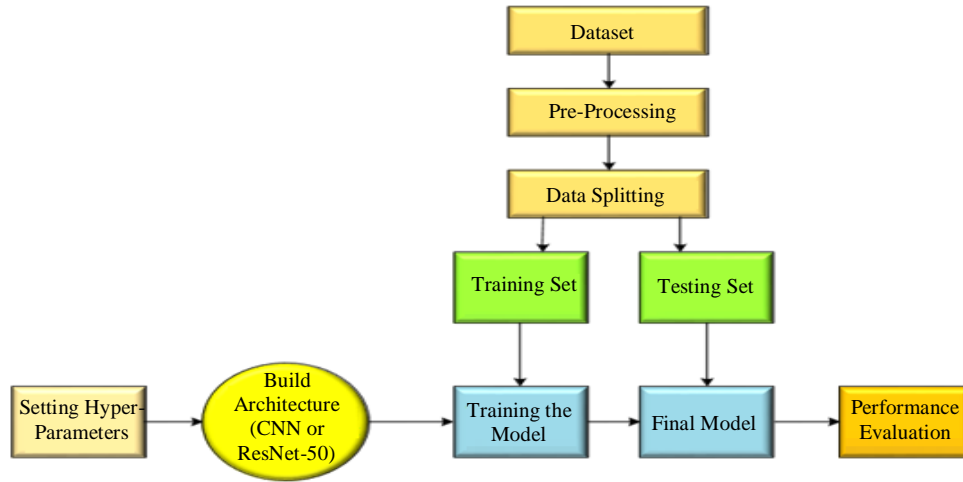 Dataset
Pre-Processing
Data Splitting
Training Set
Testing Set
Setting Hyper-
Parameters
Build
Architecture
(CNN or
ResNet-50)
Training the
Model
Final Model
Performance
Evaluation